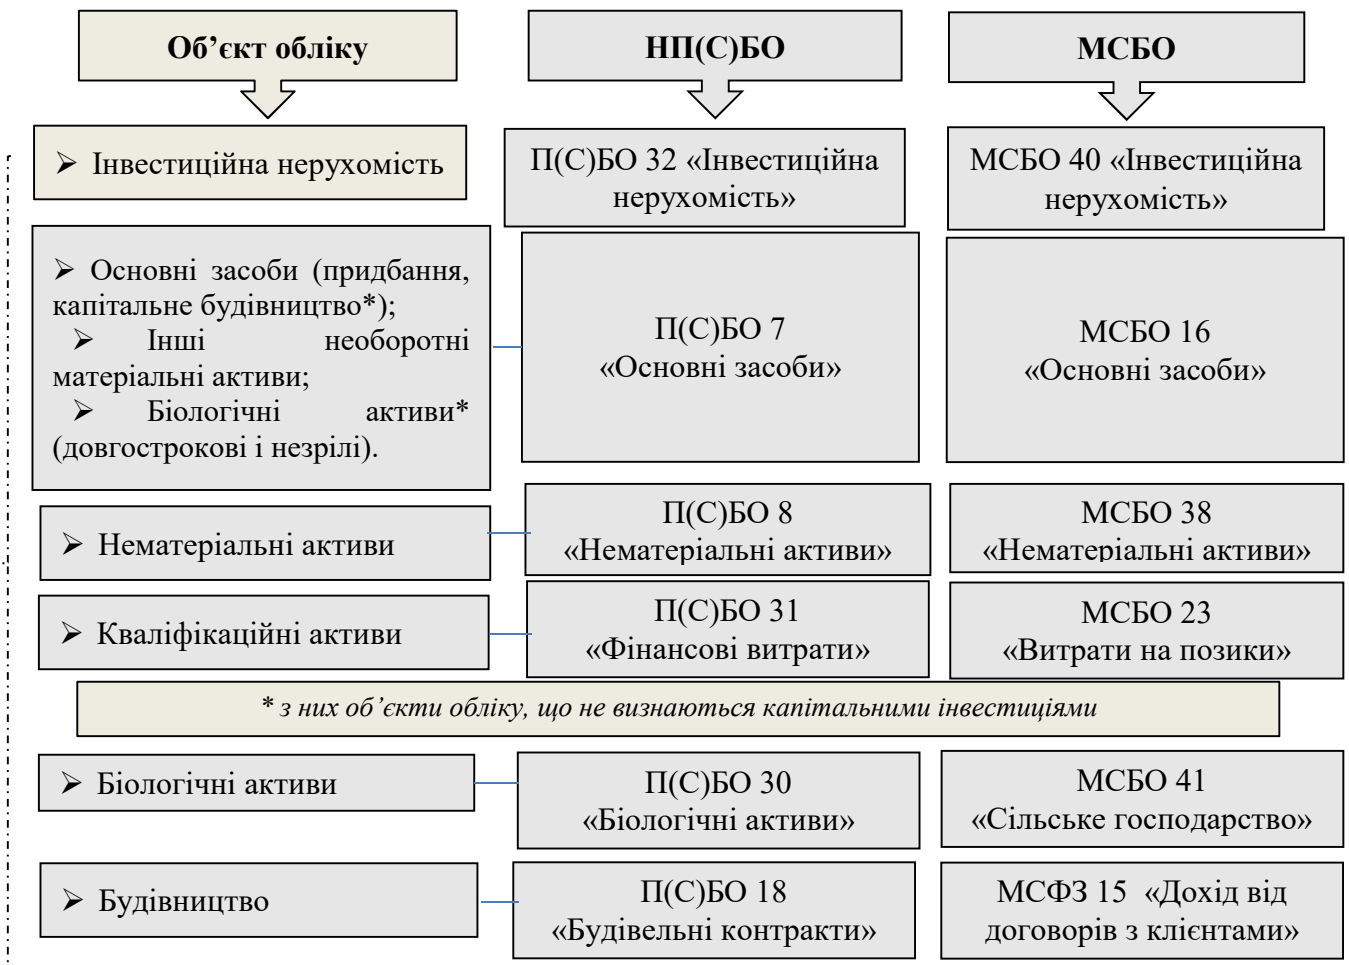 Об’єкт обліку
НП(С)БО
МСБО
➢ Інвестиційна нерухомість
П(С)БО 32 «Інвестиційна
нерухомість»
МСБО 40 «Інвестиційна
нерухомість»
➢ Основні засоби (придбання,
капітальне будівництво*);
➢ Інші необоротні
матеріальні активи;
➢ Біологічні активи*
(довгострокові і незрілі).
П(С)БО 7
«Основні засоби»
МСБО 16
«Основні засоби»
➢ Нематеріальні активи
П(С)БО 8
«Нематеріальні активи»
МСБО 38
«Нематеріальні активи»
➢ Кваліфікаційні активи
П(С)БО 31
«Фінансові витрати»
МСБО 23
«Витрати на позики»
* з них об’єкти обліку, що не визнаються капітальними інвестиціями
➢ Біологічні активи
П(С)БО 30
«Біологічні активи»
МСБО 41
«Сільське господарство»
➢ Будівництво
П(С)БО 18
«Будівельні контракти»
МСФЗ 15 «Дохід від
договорів з клієнтами»